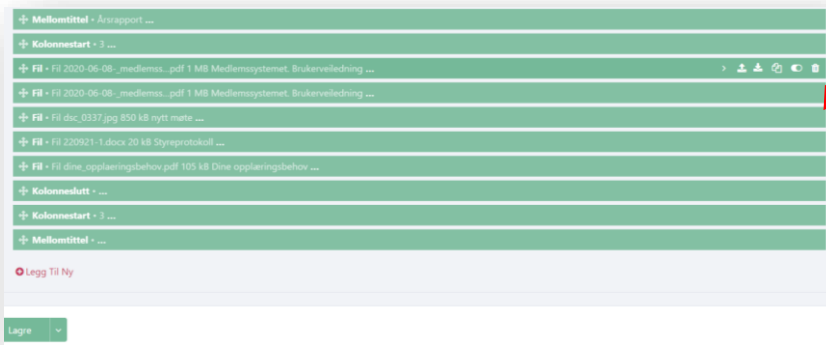 Mellomtittel - Årsrapport ...
Kolonnestart - 3 ...
Fil - Fil 2020-06-08-_medlemss...pdf 1 MB Medlemssystemet. Brukerveiledning ...
Fil - Fil 2020-06-08-_medlemss...pdf 1 MB Medlemssystemet. Brukerveiledning ...
Fil - Fil dsc_0337.jpg 850 kB nytt møte ...
Fil - Fil 220921-1.docx 20 kB Styreprotokoll ...
Fil - Fil dine_opplaeringsbehov.pdf 105 kB Dine opplæringsbehov ...
Kolonneslutt - ...
Kolonnestart - 3 ...
Mellomtittel - ...
Legg Til Ny
Lagre